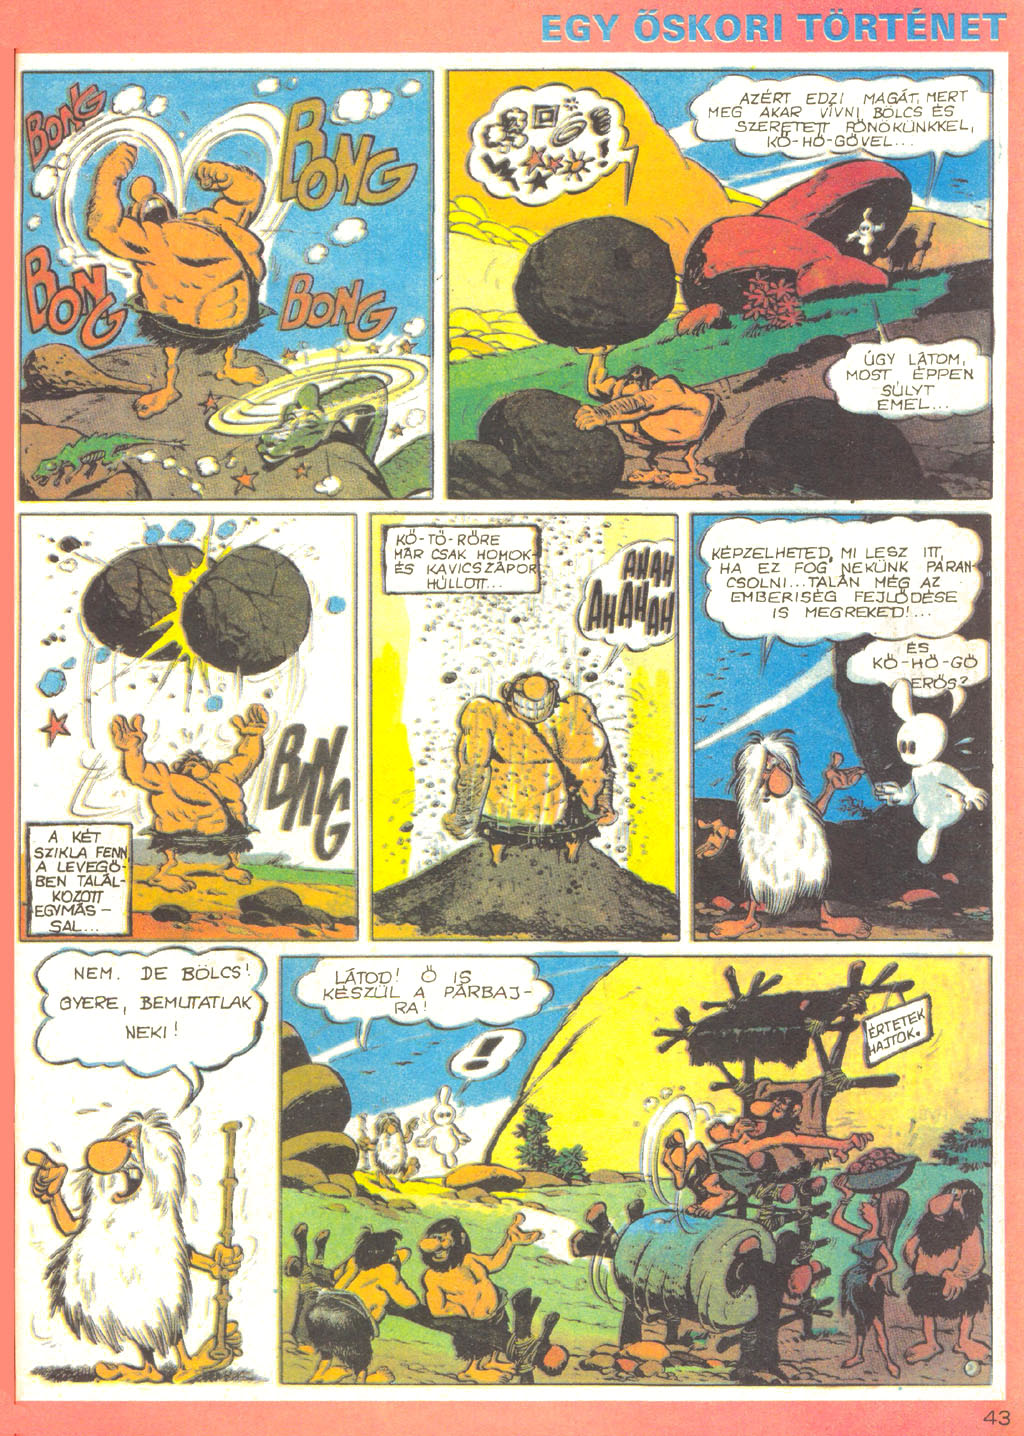 EGY ŐSKORI TÖRTÉNET
BONG
BONG
BONG
BONG
AZÉRT EDZI MAGÁT, MERT
MEG AKAR VÍVNI BÖLCS ÉS
SZERETETT FŐNÖKÜNKKEL,
KŐ-HŐ-GŐVEL...
ÚGY LÁTOM,
MOST ÉPPEN
SÚLYT
EMEL...
BANG
A KÉT
SZIKLA FENN,
A LEVEGŐ-
BEN TALÁL-
KOZOTT
EGYMÁS-
SAL...
KŐ-TÖ-RŐRE
MÁR CSAK HOMOK-
ÉS KAVICSZÁPOR
HULLOTT...
AHAH
AHAHAH
KÉPZELHETED, MI LESZ ITT,
HA EZ FOG NEKÜNK PARAN-
CSOLNI... TALÁN MÉG AZ
EMBERISÉG FEJLŐDÉSE
IS MEGREKED!...
ÉS
KŐ-HŐ-GŐ
ERŐS?
NEM. DE BÖLCS!
GYERE, BEMUTATLAK
NEKI!
LÁTOD! Ő IS
KÉSZÜL A PÁRBAJ-
RA!
!
ÉRTETEK
HAJTOK.
43